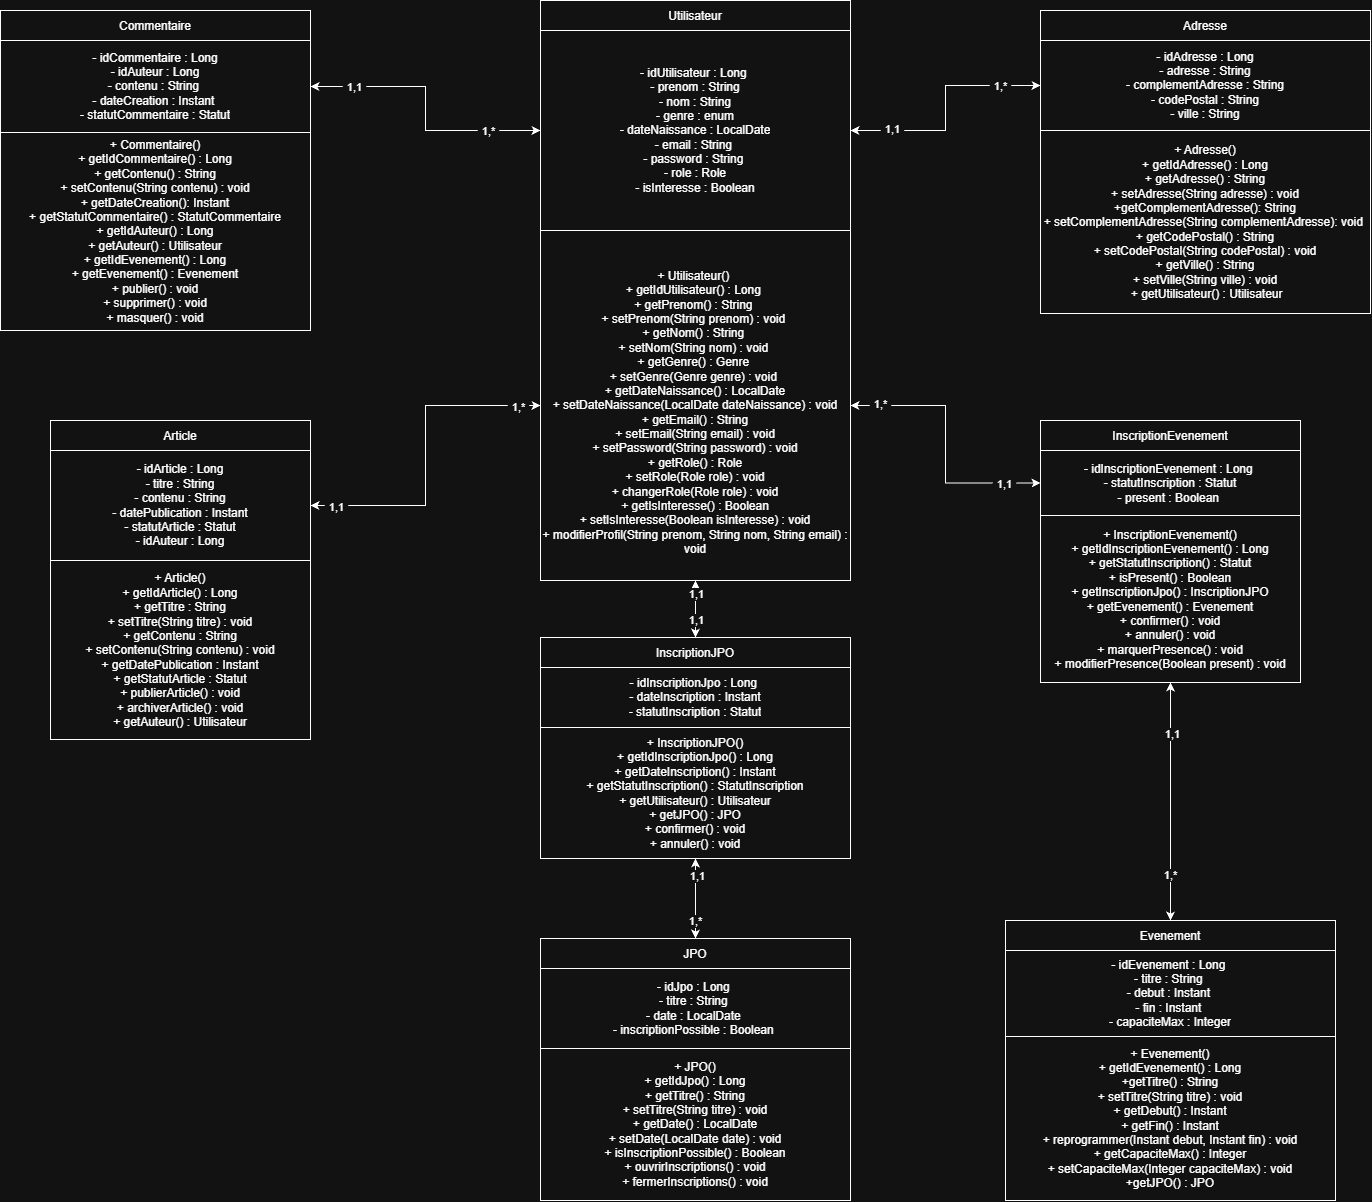 Commentaire
- idCommentaire : Long
- idAuteur : Long
- contenu : String
- dateCreation : Instant
- statutCommentaire : Statut
+ Commentaire()
+ getIdCommentaire() : Long
+ getContenu() : String
+ setContenu(String contenu) : void
+ getDateCreation(): Instant
+ getStatutCommentaire() : StatutCommentaire
+ getIdAuteur() : Long
+ getAuteur() : Utilisateur
+ getIdEvenement() : Long
+ getEvenement() : Evenement
+ publier() : void
+ supprimer() : void
+ masquer() : void
1,1
1,*
Utilisateur
- idUtilisateur : Long
- prenom : String
- nom : String
- genre : enum
- dateNaissance : LocalDate
- email : String
- password : String
- role : Role
- isInteresse : Boolean
+ Utilisateur()
+ getIdUtilisateur() : Long
+ getPrenom() : String
+ setPrenom(String prenom) : void
+ getNom() : String
+ setNom(String nom) : void
+ getGenre() : Genre
+ setGenre(Genre genre) : void
+ getDateNaissance() : LocalDate
+ setDateNaissance(LocalDate dateNaissance) : void
+ getEmail() : String
+ setEmail(String email) : void
+ setPassword(String password) : void
+ getRole() : Role
+ setRole(Role role) : void
+ changerRole(Role role) : void
+ getIsInteresse() : Boolean
+ setIsInteresse(Boolean isInteresse) : void
+ modifierProfil(String prenom, String nom, String email) :
void
1,*
1,1
Adresse
- idAdresse : Long
- adresse : String
- complementAdresse : String
- codePostal : String
- ville : String
+ Adresse()
+ getIdAdresse() : Long
+ getAdresse() : String
+ setAdresse(String adresse) : void
+getComplementAdresse(): String
+ setComplementAdresse(String complementAdresse): void
+ getCodePostal() : String
+ setCodePostal(String codePostal) : void
+ getVille() : String
+ setVille(String ville) : void
+ getUtilisateur() : Utilisateur
1,*
1,1
Article
- idArticle : Long
- titre : String
- contenu : String
- datePublication : Instant
- statutArticle : Statut
- idAuteur : Long
+ Article()
+ getIdArticle() : Long
+ getTitre : String
+ setTitre(String titre) : void
+ getContenu : String
+ setContenu(String contenu) : void
+ getDatePublication : Instant
+ getStatutArticle : Statut
+ publierArticle() : void
+ archiverArticle() : void
+ getAuteur() : Utilisateur
1,*
1,1
InscriptionEvenement
- idInscriptionEvenement : Long
- statutInscription : Statut
- present : Boolean
+ InscriptionEvenement()
+ getIdInscriptionEvenement() : Long
+ getStatutInscription() : Statut
+ isPresent() : Boolean
+ getInscriptionJpo() : InscriptionJPO
+ getEvenement() : Evenement
+ confirmer() : void
+ annuler() : void
+ marquerPresence() : void
+ modifierPresence(Boolean present) : void
1,1
1,1
InscriptionJPO
- idInscriptionJpo : Long
- dateInscription : Instant
- statutInscription : Statut
+ InscriptionJPO()
+ getIdInscriptionJpo() : Long
+ getDateInscription() : Instant
+ getStatutInscription() : StatutInscription
+ getUtilisateur() : Utilisateur
+ getJPO() : JPO
+ confirmer() : void
+ annuler() : void
1,1
1,*
JPO
- idJpo : Long
- titre : String
- date : LocalDate
- inscriptionPossible : Boolean
+ JPO()
+ getIdJpo() : Long
+ getTitre() : String
+ setTitre(String titre) : void
+ getDate() : LocalDate
+ setDate(LocalDate date) : void
+ isInscriptionPossible() : Boolean
+ ouvrirInscriptions() : void
+ fermerInscriptions() : void
1,1
1,*
Evenement
- idEvenement : Long
- titre : String
- debut : Instant
- fin : Instant
- capaciteMax : Integer
+ Evenement()
+ getIdEvenement() : Long
+getTitre() : String
+ setTitre(String titre) : void
+ getDebut() : Instant
+ getFin() : Instant
+ reprogrammer(Instant debut, Instant fin) : void
+ getCapaciteMax() : Integer
+ setCapaciteMax(Integer capaciteMax) : void
+getJPO() : JPO